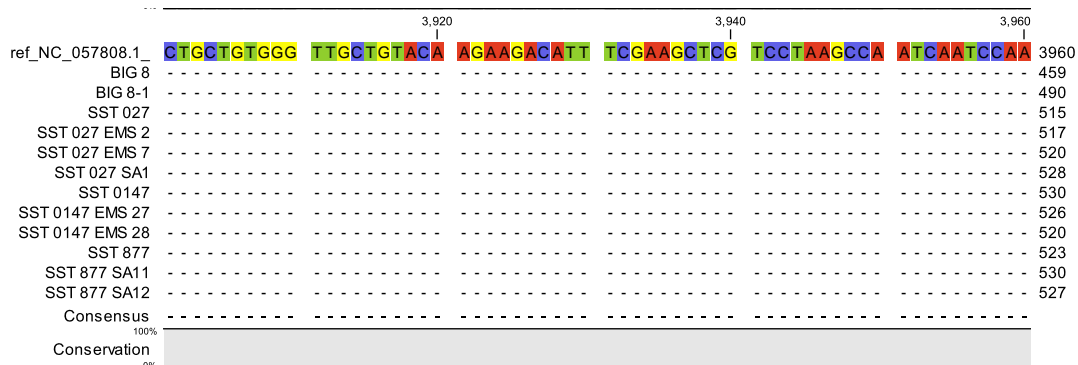 3,920 3,940 3,960
ref_NC_057808.1_ CTGCTGTGGG TTGCTGTACA AGAAGACATT TCGAAGCTCG TCCTAAGCCA ATCAATCCAA 3960
BIG 8 - - - - - - - - - - - - - - - - - - - - - - - - - - - - - - - - - - - - - - - - - - - - - - - - - - - - - - - - - - - - 459
BIG 8-1 - - - - - - - - - - - - - - - - - - - - - - - - - - - - - - - - - - - - - - - - - - - - - - - - - - - - - - - - - - - - 490
SST 027 - - - - - - - - - - - - - - - - - - - - - - - - - - - - - - - - - - - - - - - - - - - - - - - - - - - - - - - - - - - - 515
SST 027 EMS 2 - - - - - - - - - - - - - - - - - - - - - - - - - - - - - - - - - - - - - - - - - - - - - - - - - - - - - - - - - - - - 517
SST 027 EMS 7 - - - - - - - - - - - - - - - - - - - - - - - - - - - - - - - - - - - - - - - - - - - - - - - - - - - - - - - - - - - - 520
SST 027 SA1 - - - - - - - - - - - - - - - - - - - - - - - - - - - - - - - - - - - - - - - - - - - - - - - - - - - - - - - - - - - - 528
SST 0147 - - - - - - - - - - - - - - - - - - - - - - - - - - - - - - - - - - - - - - - - - - - - - - - - - - - - - - - - - - - - 530
SST 0147 EMS 27 - - - - - - - - - - - - - - - - - - - - - - - - - - - - - - - - - - - - - - - - - - - - - - - - - - - - - - - - - - - - 526
SST 0147 EMS 28 - - - - - - - - - - - - - - - - - - - - - - - - - - - - - - - - - - - - - - - - - - - - - - - - - - - - - - - - - - - - 520
SST 877 - - - - - - - - - - - - - - - - - - - - - - - - - - - - - - - - - - - - - - - - - - - - - - - - - - - - - - - - - - - - 523
SST 877 SA11 - - - - - - - - - - - - - - - - - - - - - - - - - - - - - - - - - - - - - - - - - - - - - - - - - - - - - - - - - - - - 530
SST 877 SA12 - - - - - - - - - - - - - - - - - - - - - - - - - - - - - - - - - - - - - - - - - - - - - - - - - - - - - - - - - - - - 527
Consensus - - - - - - - - - - - - - - - - - - - - - - - - - - - - - - - - - - - - - - - - - - - - - - - - - - - - - - - - - - - -
100%
Conservation